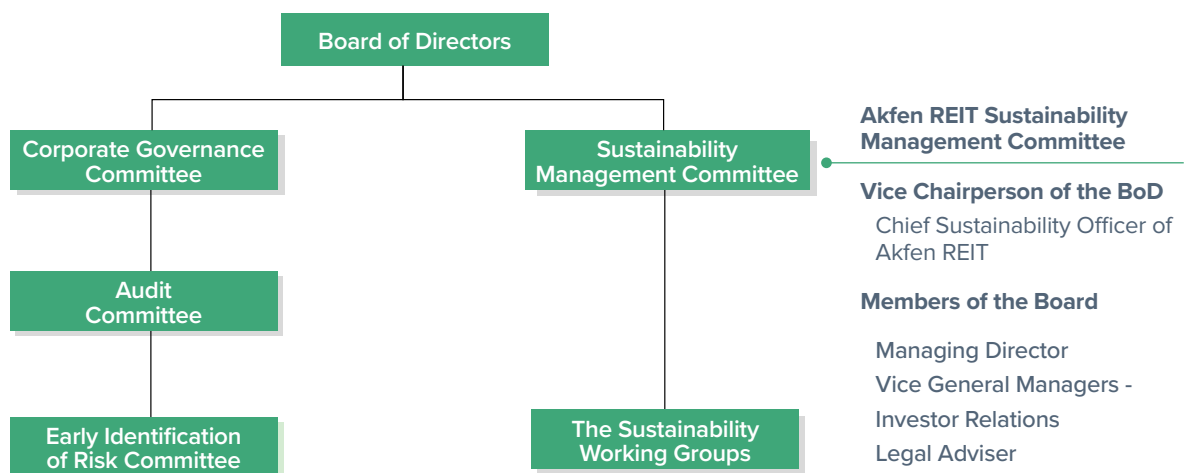 Board of Directors
Corporate Governance
Committee
Sustainability
Management Committee
Audit
Committee
Early Identification
of Risk Committee
The Sustainability
Working Groups
Akfen REIT Sustainability
Management Committee
Vice Chairperson of the BoD
Chief Sustainability Officer of
Akfen REIT
Members of the Board
Managing Director
Vice General Managers -
Investor Relations
Legal Adviser